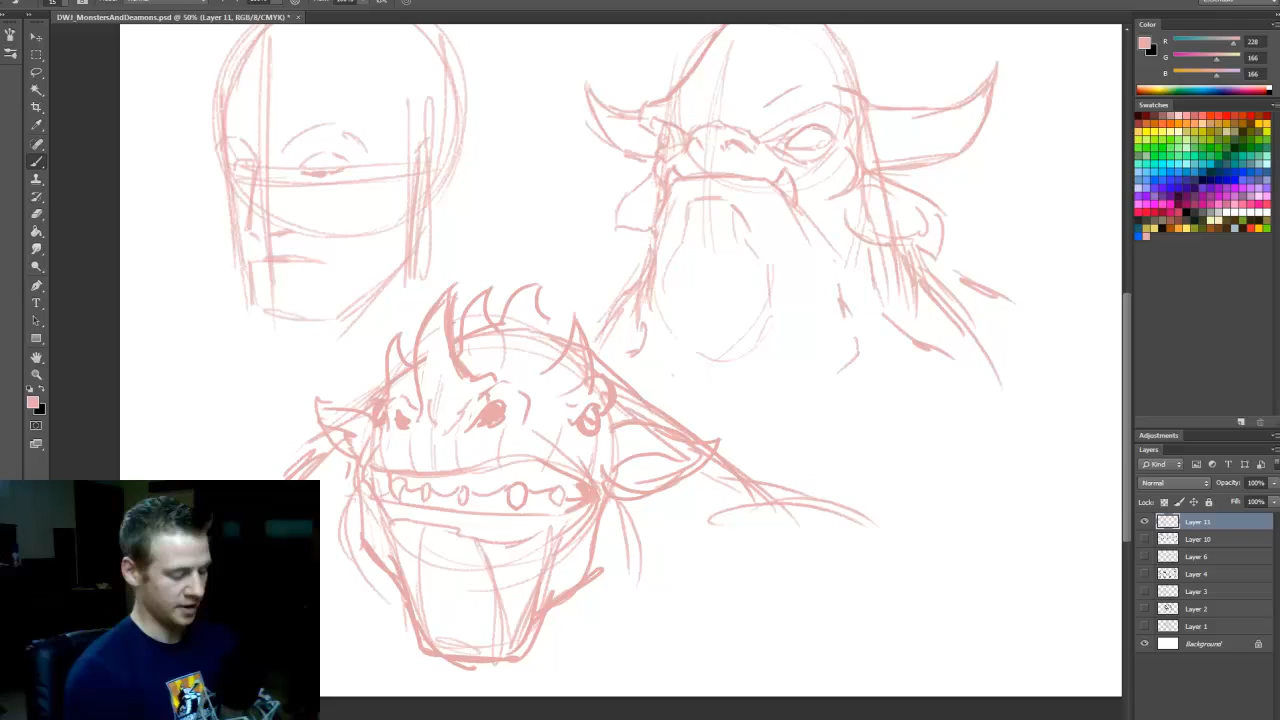 DWJ_MonstersAndDeamons.psd @ 50% (Layer 11, RGB/8/CMYK) * ×
Color
R 228
G 166
B 166
Swatches
Adjustments
Layers
Kind
Normal Opacity: 100%
Lock: Fill: 100%
Layer 11
Layer 10
Layer 6
Layer 4
Layer 3
Layer 2
Layer 1
Background